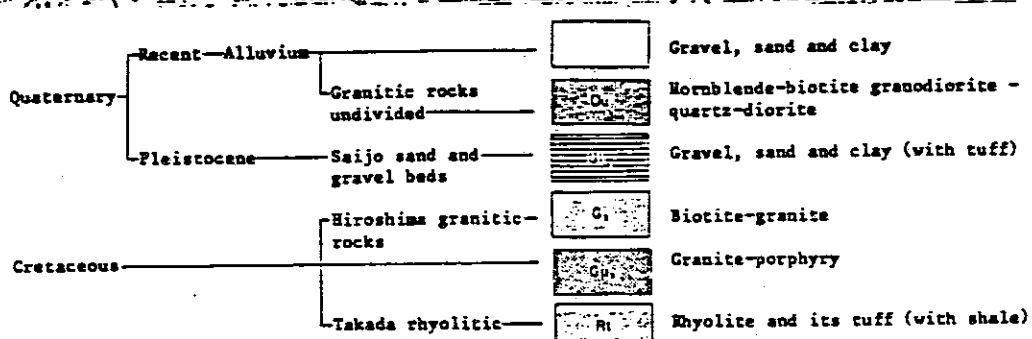 Recent—Alluvium
Gravel, sand and clay
Quaternary
Granitic rocks
undivided
Du
Hornblende-biotite granodiorite -
quartz-diorite
Pleistocene
Saijo sand and
gravel beds
Gravel, sand and clay (with tuff)
Hiroshima granitic
rocks
Biotite-granite
Cretaceous
Granite-porphyry
Takada rhyolitic
Rt
Rhyolite and its tuff (with shale)